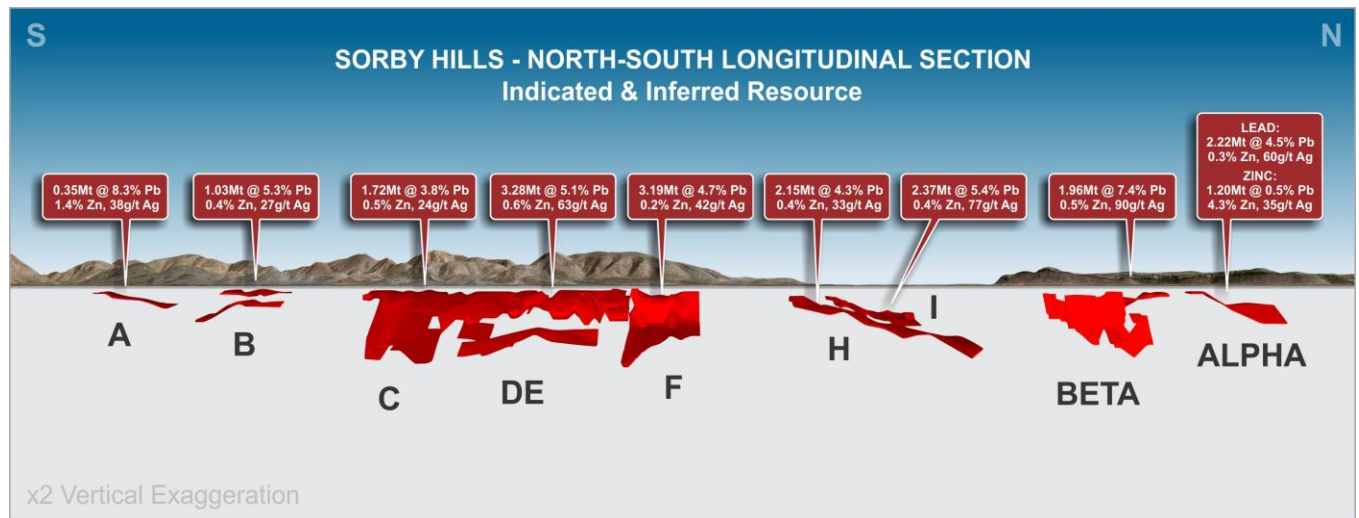 S
N
SORBY HILLS - NORTH-SOUTH LONGITUDINAL SECTION
Indicated & Inferred Resource
0.35Mt @ 8.3% Pb
1.4% Zn, 38g/t Ag
1.03Mt @ 5.3% Pb
0.4% Zn, 27g/t Ag
1.72Mt @ 3.8% Pb
0.5% Zn, 24g/t Ag
3.28Mt @ 5.1% Pb
0.6% Zn, 63g/t Ag
3.19Mt @ 4.7% Pb
0.2% Zn, 42g/t Ag
2.15Mt @ 4.3% Pb
0.4% Zn, 33g/t Ag
2.37Mt @ 5.4% Pb
0.4% Zn, 77g/t Ag
1.96Mt @ 7.4% Pb
0.5% Zn, 90g/t Ag
LEAD:
2.22Mt @ 4.5% Pb
0.3% Zn, 60g/t Ag
ZINC:
1.20Mt @ 0.5% Pb
4.3% Zn, 35g/t Ag
A
B
C
DE
F
H
I
BETA
ALPHA
x2 Vertical Exaggeration